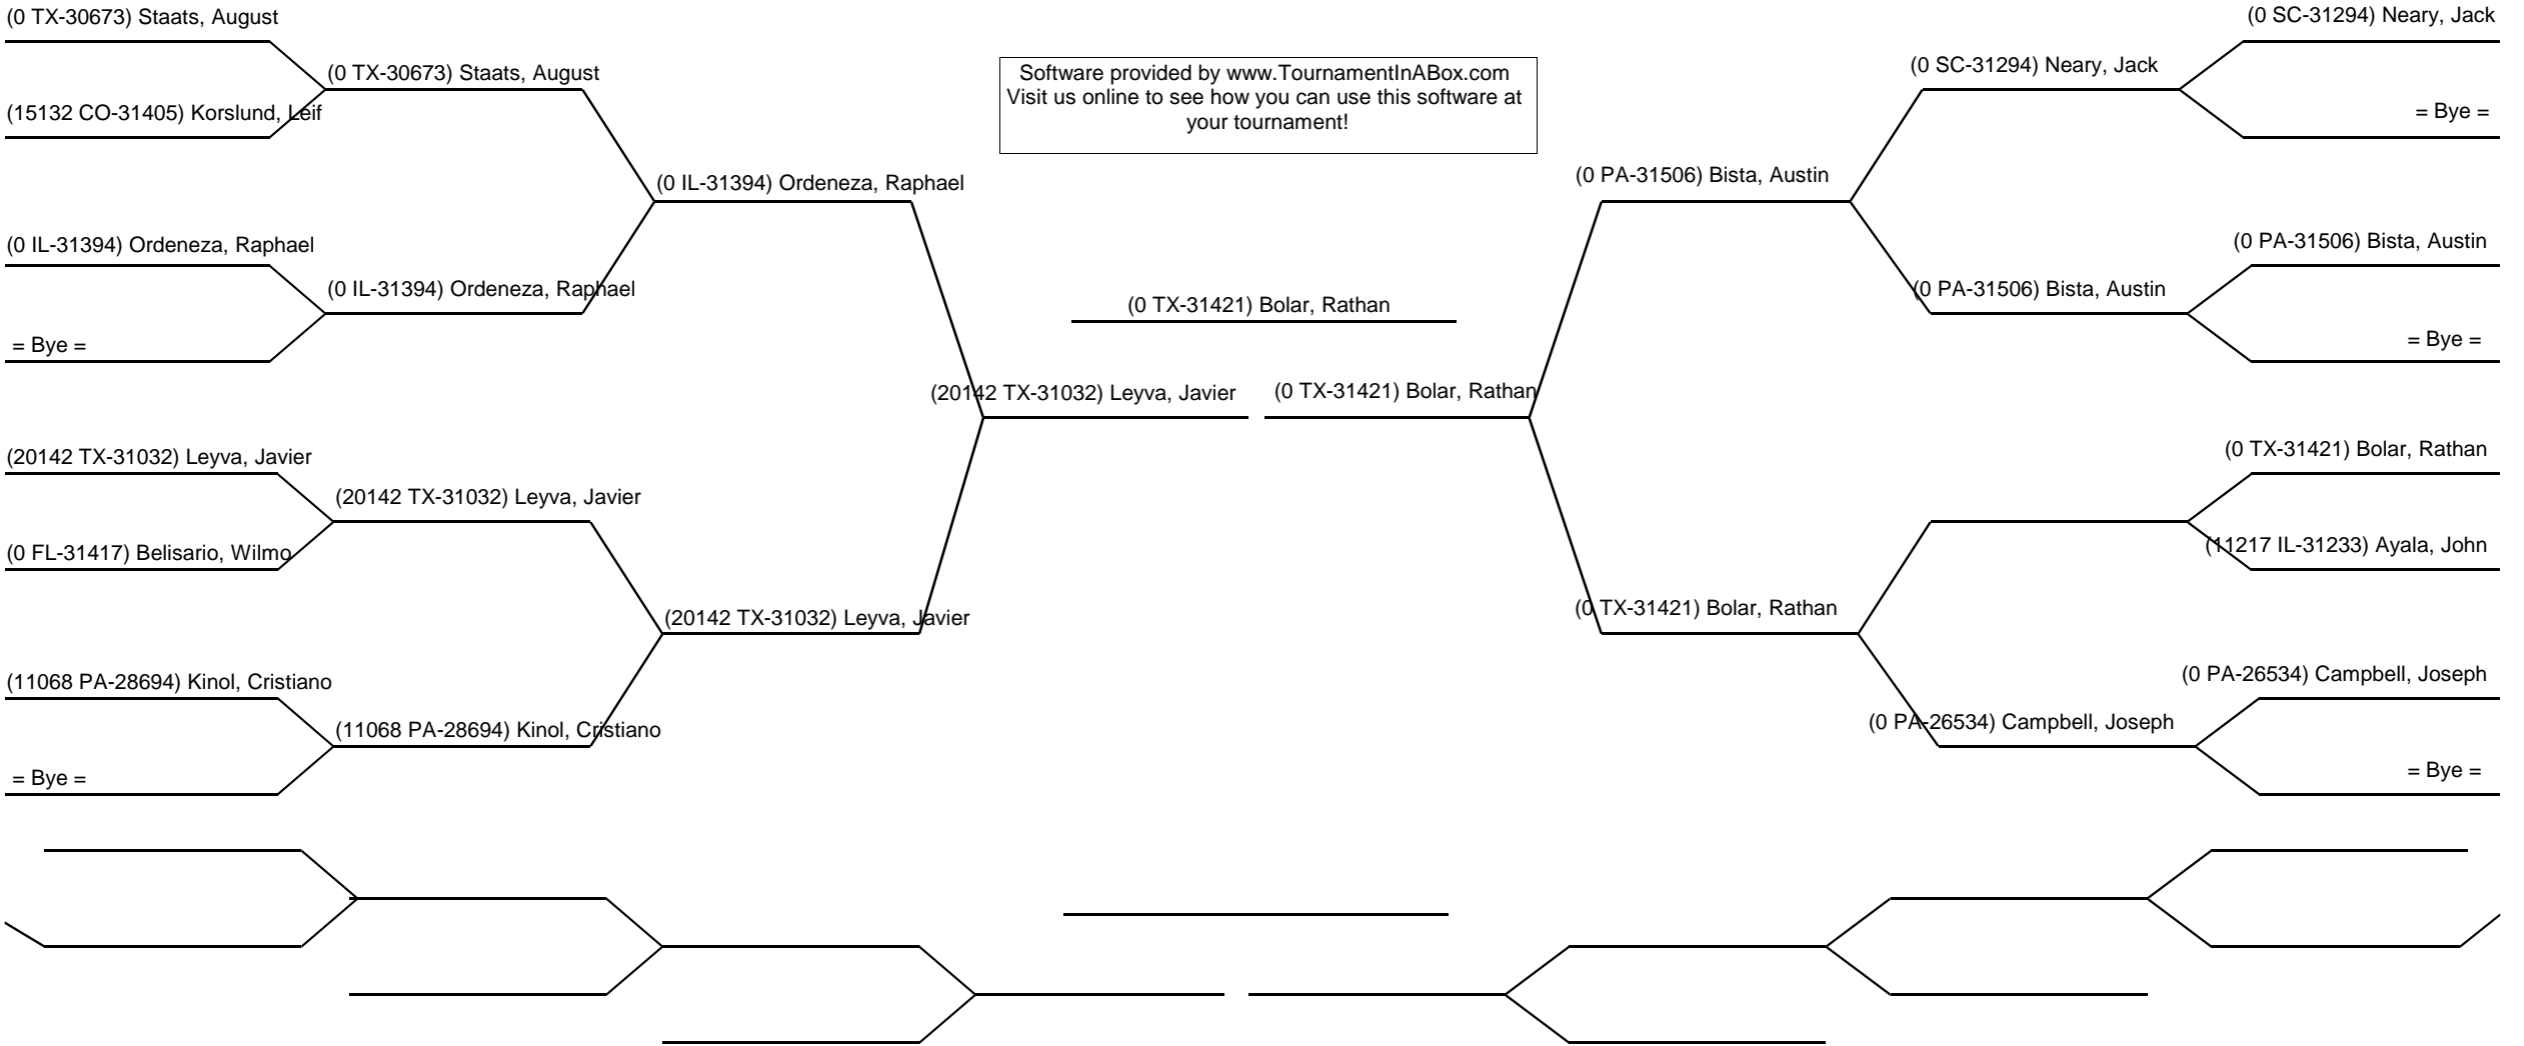 (0 TX-30673) Staats, August
(0 TX-30673) Staats, August
(15132 CO-31405) Korslund, Leif
(0 IL-31394) Ordeneza, Raphael
(0 IL-31394) Ordeneza, Raphael
(0 IL-31394) Ordeneza, Raphael
= Bye =
(20142 TX-31032) Leyva, Javier
(20142 TX-31032) Leyva, Javier
(20142 TX-31032) Leyva, Javier
(0 FL-31417) Belisario, Wilmo
(20142 TX-31032) Leyva, Javier
(11068 PA-28694) Kinol, Cristiano
(11068 PA-28694) Kinol, Cristiano
= Bye =
Software provided by www.TournamentInABox.com
Visit us online to see how you can use this software at
your tournament!
(0 TX-31421) Bolar, Rathan
(0 TX-31421) Bolar, Rathan
(0 SC-31294) Neary, Jack
(0 SC-31294) Neary, Jack
= Bye =
(0 PA-31506) Bista, Austin
(0 PA-31506) Bista, Austin
(0 PA-31506) Bista, Austin
= Bye =
(0 TX-31421) Bolar, Rathan
(11217 IL-31233) Ayala, John
(0 TX-31421) Bolar, Rathan
(0 PA-26534) Campbell, Joseph
(0 PA-26534) Campbell, Joseph
= Bye =